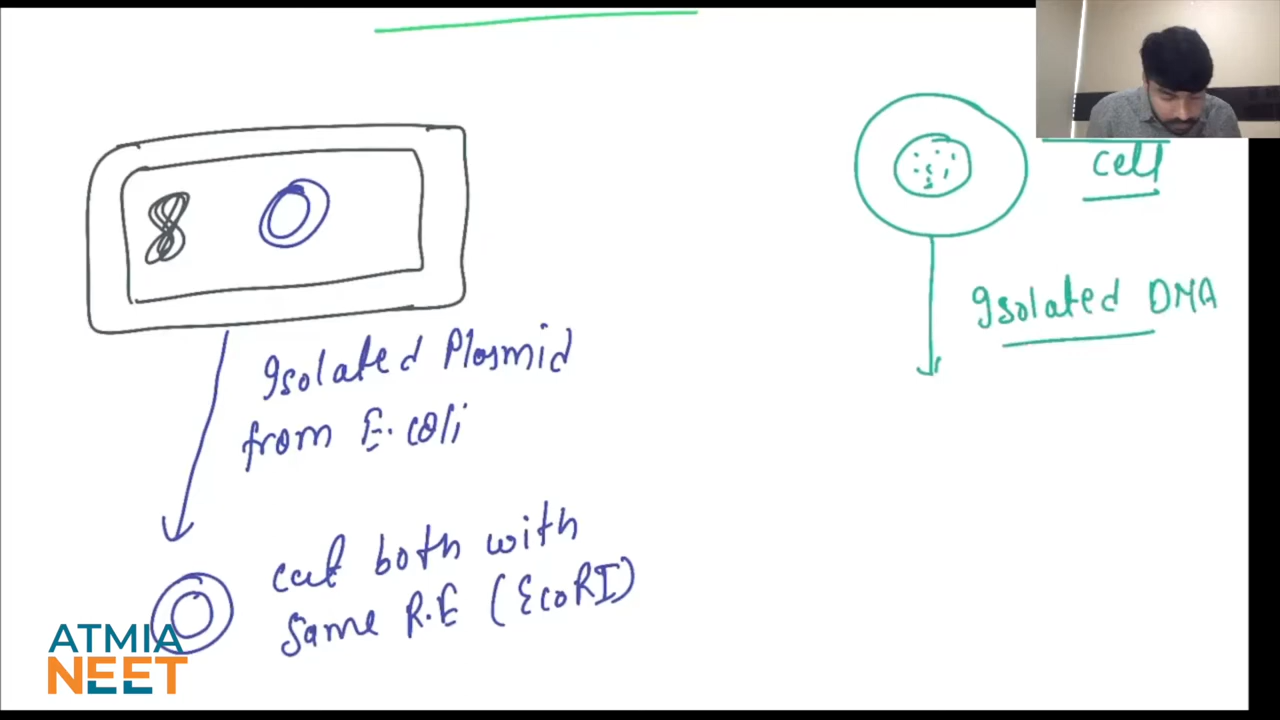 cell
Isolated DNA
Isolated Plasmid
from E.coli
cut both with
same R.E (EcoRI)
ATMIA
NEET